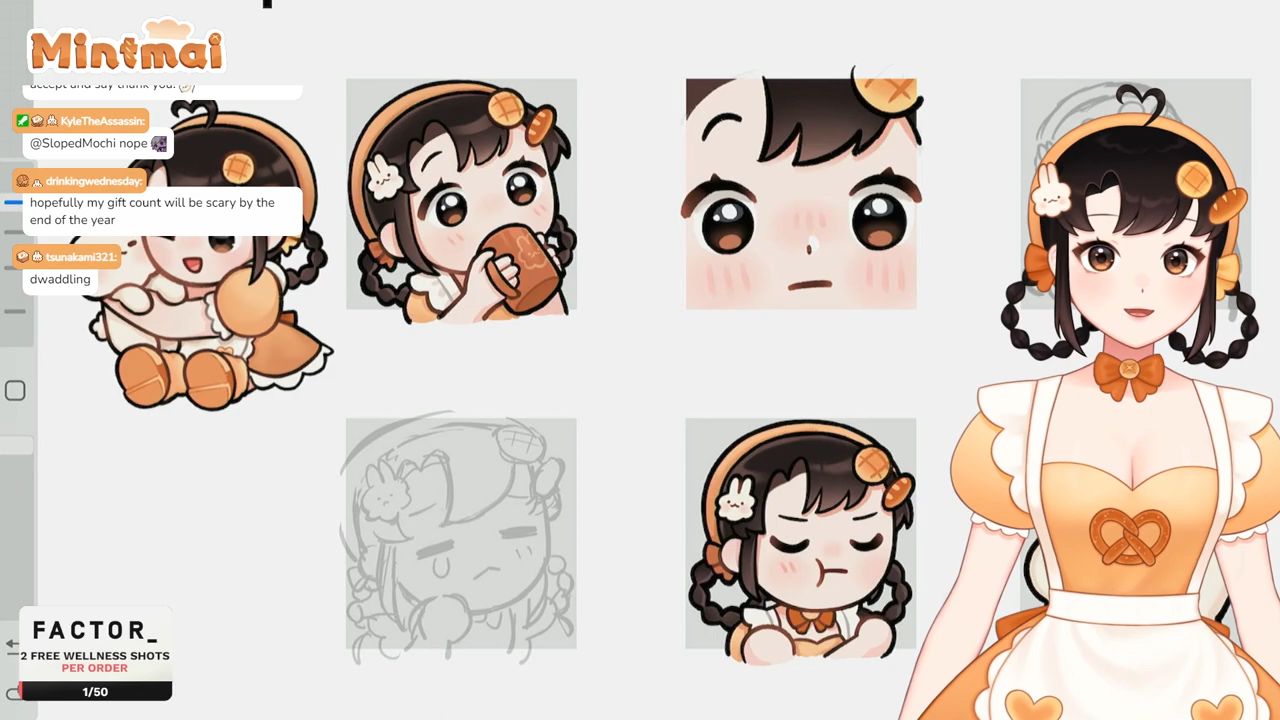 Mintmai
accept and say thank you!
KyleTheAssassin:
@SlopedMochi nope
drinkingwednesday:
hopefully my gift count will be scary by the
end of the year
tsunakami321:
dwaddling
FACTOR_
2 FREE WELLNESS SHOTS
PER ORDER
1/50